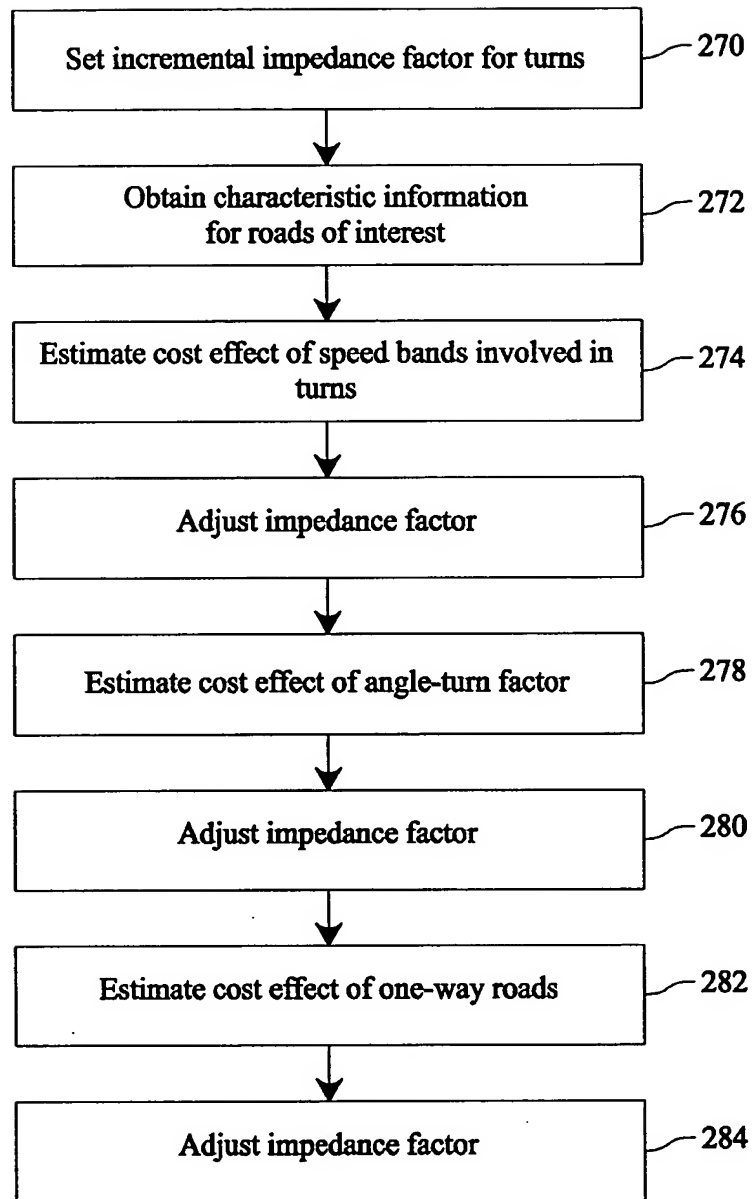 Set incremental impedance factor for turns
270
Obtain characteristic information
for roads of interest
272
Estimate cost effect of speed bands involved in
turns
274
Adjust impedance factor
276
Estimate cost effect of angle-turn factor
278
Adjust impedance factor
280
Estimate cost effect of one-way roads
282
Adjust impedance factor
284